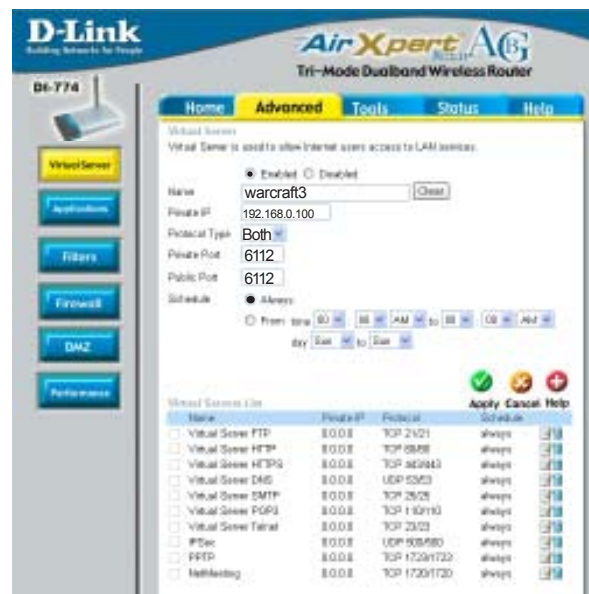 D-Link
Building Networks for People
Air Xpert AG
Tri-Mode Dualband Wireless Router
DI-774
Home Advanced Tools Status Help
Virtual Server
Virtual Server is used to allow Internet users access to LAN services.
Enabled Disabled
Name warcraft3 Clear
Private IP 192.168.0.100
Protocol Type Both
Private Port 6112
Public Port 6112
Schedule Always
From time 00 00 AM to 00 00 AM
day Sun to Sun
Virtual Server
Applications
Filters
Firewall
DMZ
Performance
Apply Cancel Help
Virtual Servers List
Name Private IP Protocol Schedule
Virtual Server FTP 0.0.0.0 TCP 21/21 always
Virtual Server HTTP 0.0.0.0 TCP 80/80 always
Virtual Server HTTPS 0.0.0.0 TCP 443/443 always
Virtual Server DNS 0.0.0.0 UDP 53/53 always
Virtual Server SMTP 0.0.0.0 TCP 25/25 always
Virtual Server POP3 0.0.0.0 TCP 110/110 always
Virtual Server Telnet 0.0.0.0 TCP 23/23 always
IPSec 0.0.0.0 UDP 500/500 always
PPTP 0.0.0.0 TCP 1723/1723 always
NetMeeting 0.0.0.0 TCP 1720/1720 always